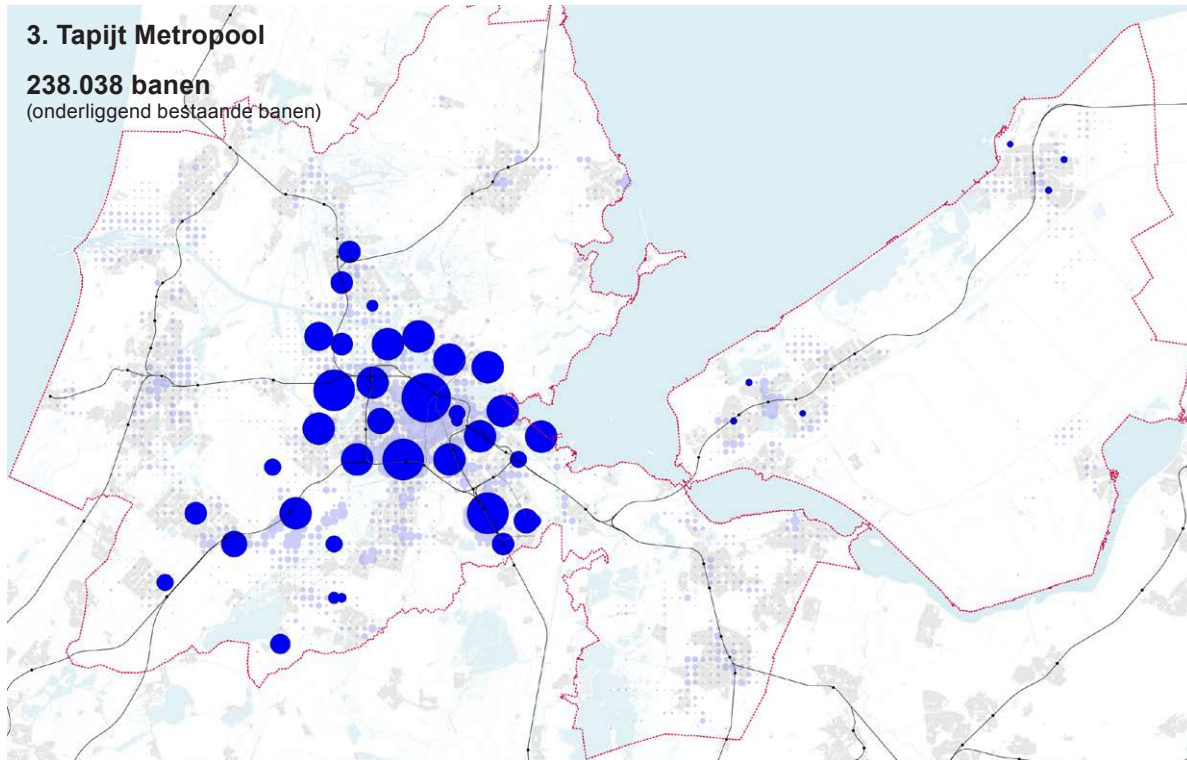 3. Tapijt Metropool
238.038 banen
(onderliggend bestaande banen)